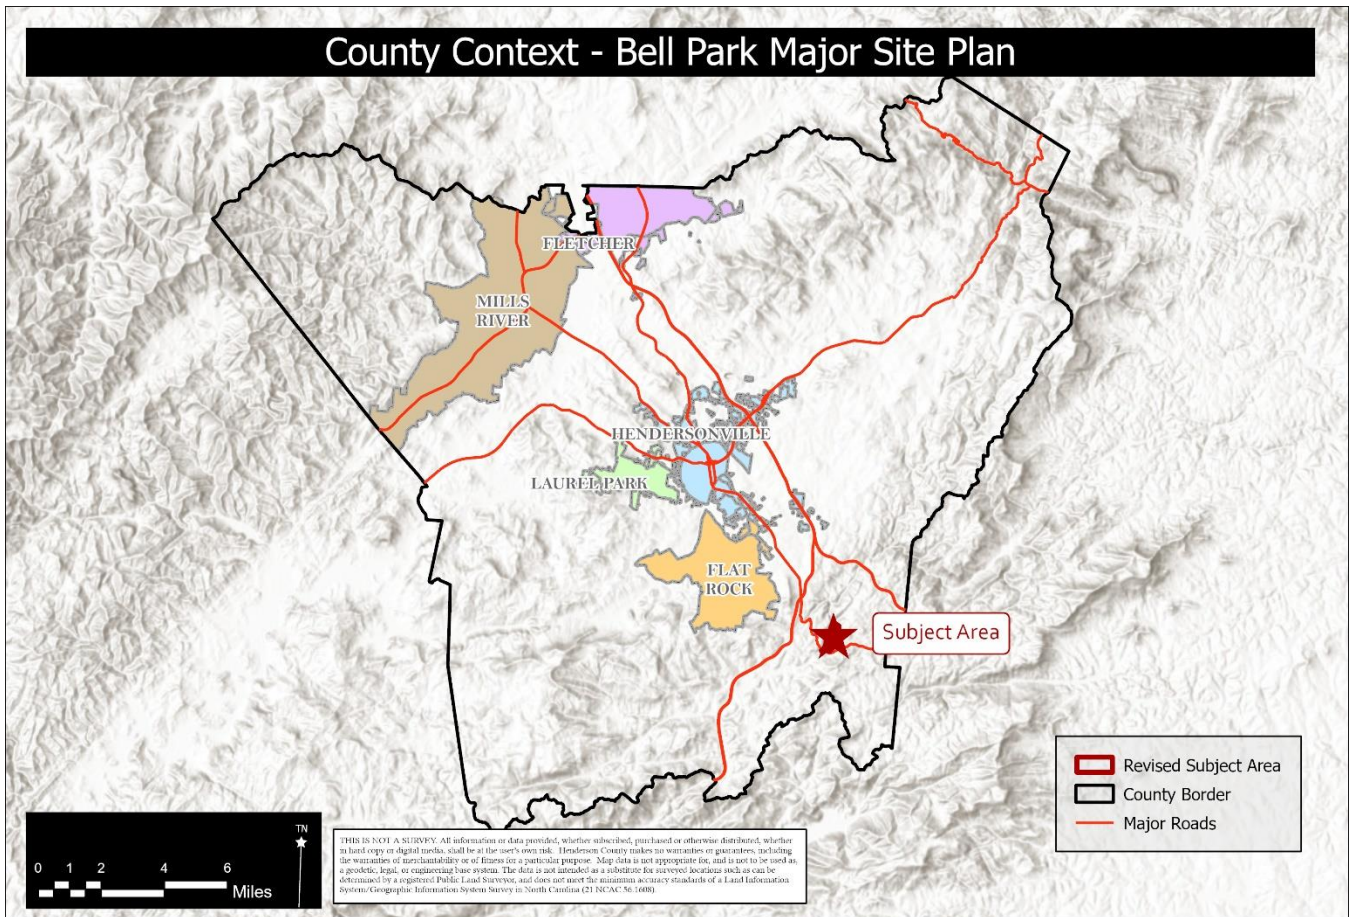 County Context - Bell Park Major Site Plan
FLETCHER
MILLS
RIVER
HENDERSONVILLE
LAUREL PARK
FLAT
ROCK
Subject Area
Revised Subject Area
County Border
Major Roads
TN
0 1 2 4 6
Miles
THIS IS NOT A SURVEY. All information or data provided, whether subscribed, purchased or otherwise distributed, whether
in hard copy or digital media, shall be at the user's own risk. Henderson County makes no warranties or guarantees, including
the warranties of merchantability or of fitness for a particular purpose. Map data is not appropriate for, and is not to be used as,
a geodetic, legal, or engineering base system. The data is not intended as a substitute for surveyed locations such as can be
determined by a registered Public Land Surveyor, and does not meet the minimum accuracy standards of a Land Information
System/Geographic Information System Survey in North Carolina (21 NCAC 56.1608).